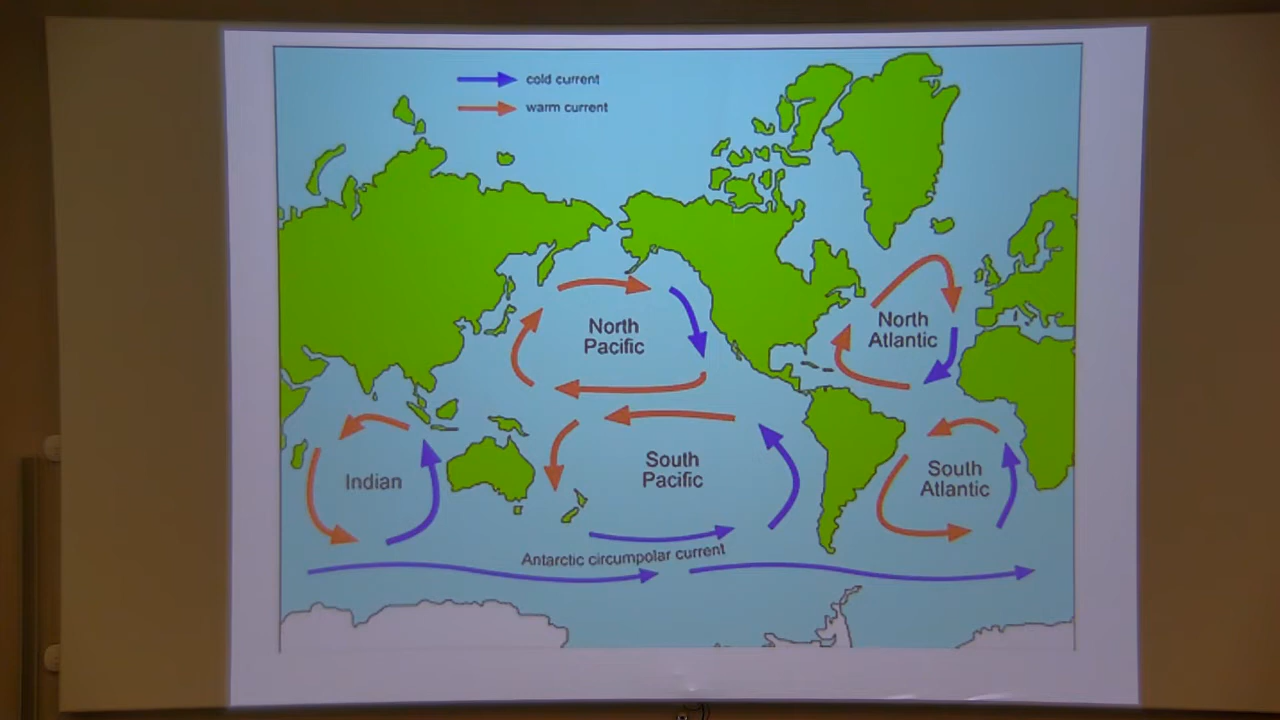 cold current
warm current
North
Pacific
North
Atlantic
Indian
South
Pacific
South
Atlantic
Antarctic circumpolar current